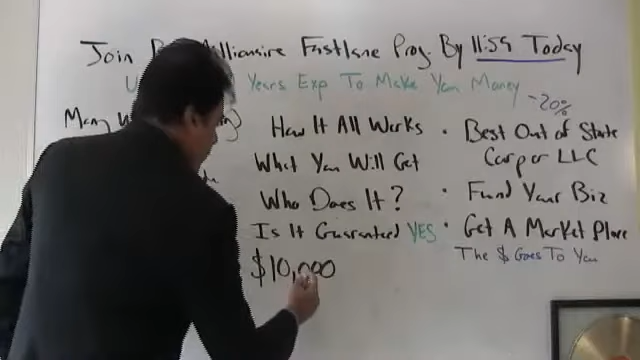 Join Millionaire Fastlane Prog. By 11:59 Today
U Years Exp To Make You Money
Many W
How It All Works
What You Will Get
Who Does It?
Is It Guaranteed YES
$10,000
-20%
• Best Out of State
Corp or LLC
• Fund Your Biz
• Get A Market Place
The $ Goes To You